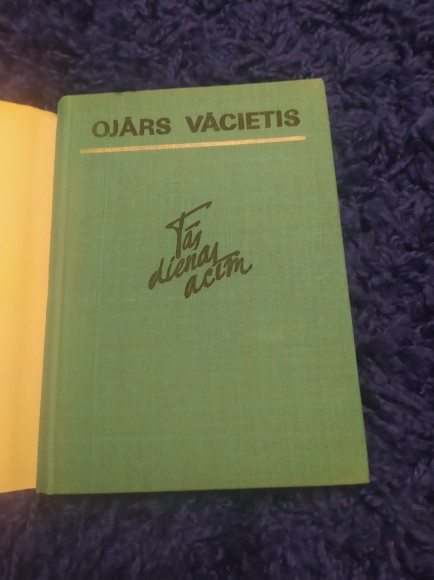 OJĀRS VĀCIETIS
Tās
dienas
acīm